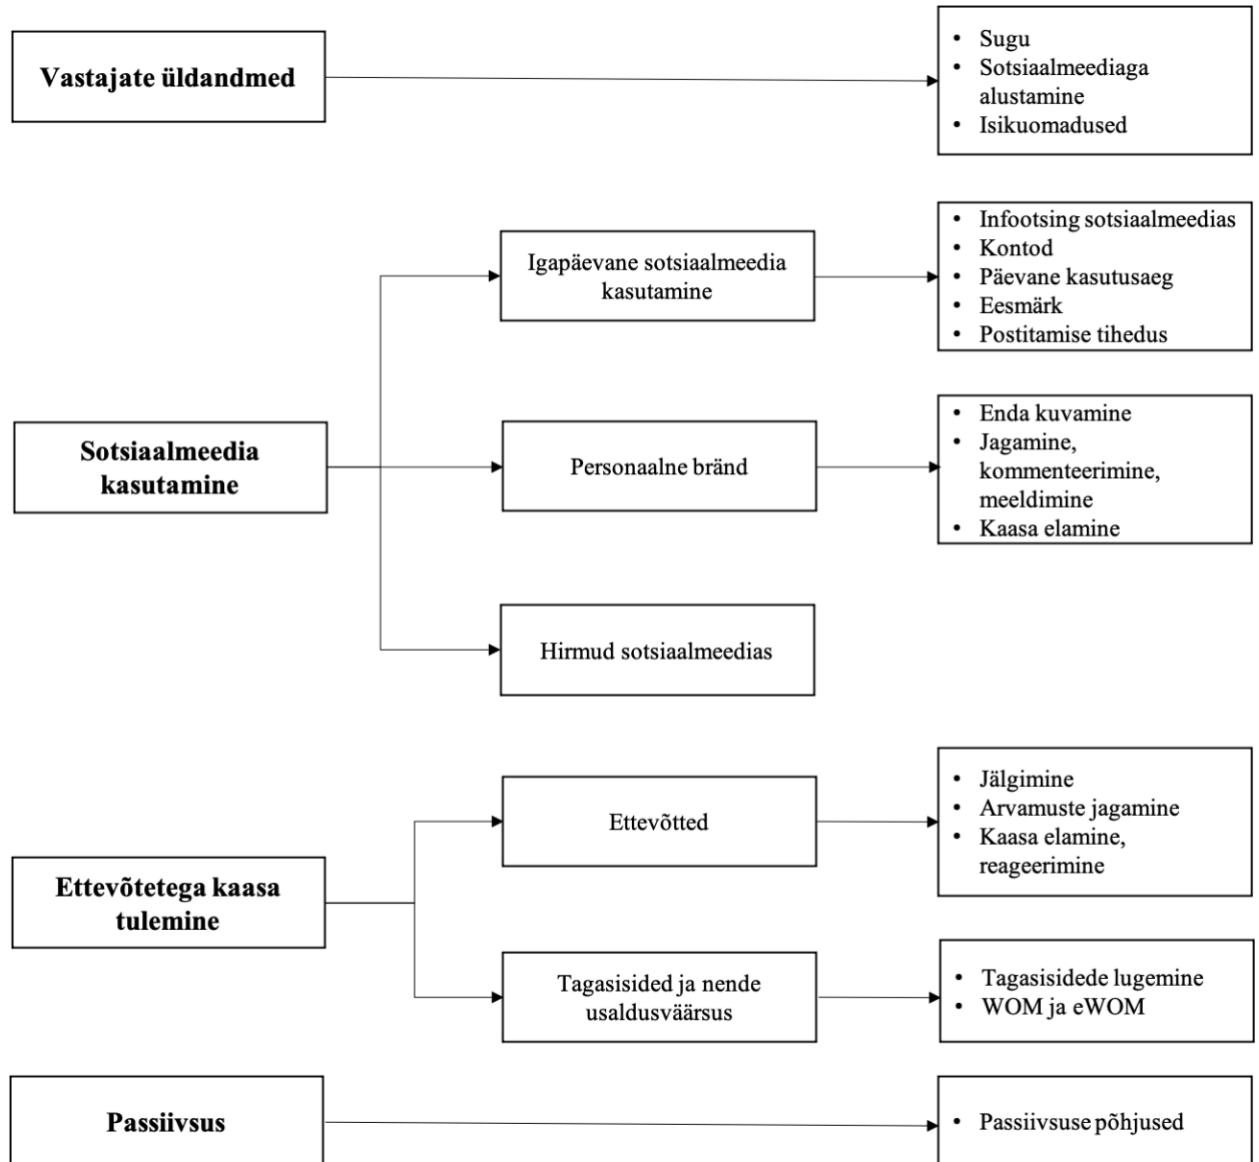 Vastajate üldandmed
• Sugu
• Sotsiaalmeediaga
alustamine
• Isikuomadused
Sotsiaalmeedia
kasutamine
Igapäevane sotsiaalmeedia
kasutamine
• Infootsing sotsiaalmeedias
• Kontod
• Päevane kasutusaeg
• Eesmärk
• Postitamise tihedus
Personaalne bränd
• Enda kuvamine
• Jagamine,
kommenteerimine,
meeldimine
• Kaasa elamine
Hirmud sotsiaalmeedias
Ettevõtetega kaasa
tulemine
Ettevõtted
• Jälgimine
• Arvamuste jagamine
• Kaasa elamine,
reageerimine
Tagasisided ja nende
usaldusväärsus
• Tagasisidede lugemine
• WOM ja eWOM
Passiivsus
• Passiivsuse põhjused